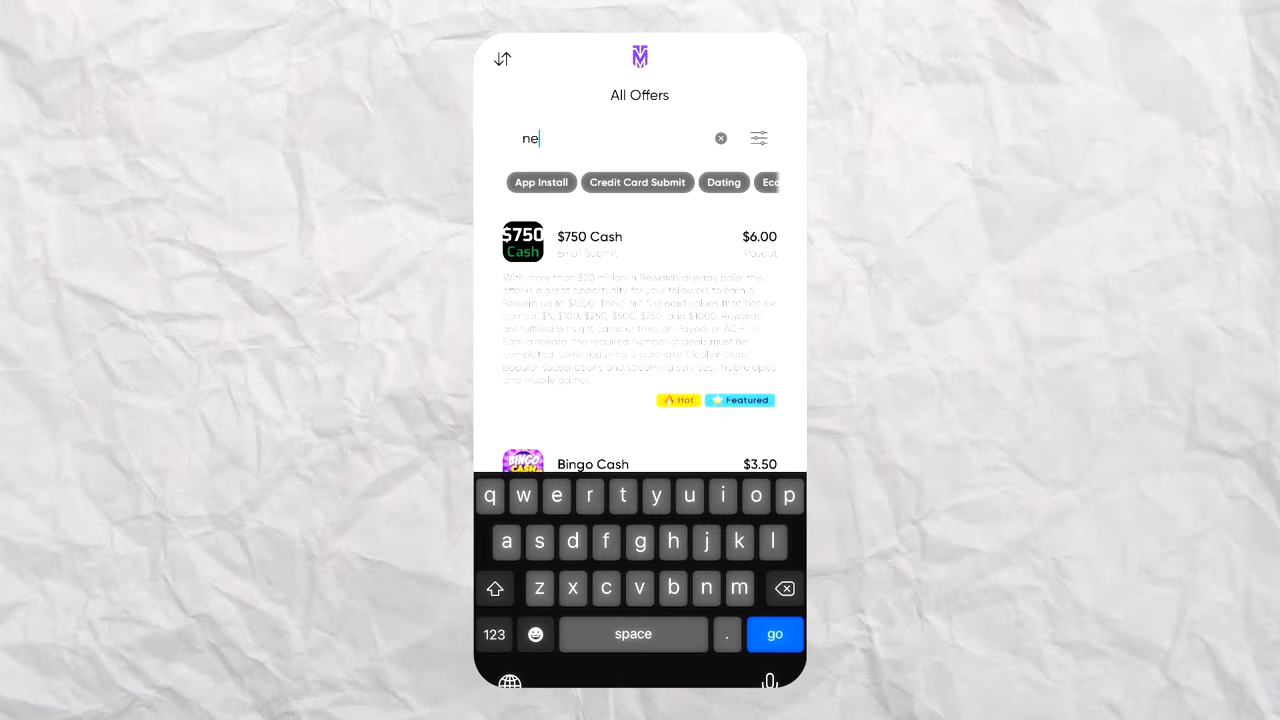 All Offers
ne
App Install Credit Card Submit Dating Eco
$750 Cash $6.00
$750 Cash Email Submit Payout
With more than $20 million in Rewards already paid, this
offer is a great opportunity for your followers to earn a
Reward up to $1500. There are 5 reward values that can be
earned: $5, $100, $250, $500, $750, and $1000. Rewards
are fulfilled with gift cards or through Paypal or ACH. To
Earn a reward, the required number of deals must be
completed, some requiring a purchase. Deals include
popular subscriptions and streaming services, mobile apps
and mobile games.
Hot Featured
BINGO CASH Bingo Cash $3.50
q w e r t y u i o p
a s d f g h j k l
z x c v b n m
123 space . go